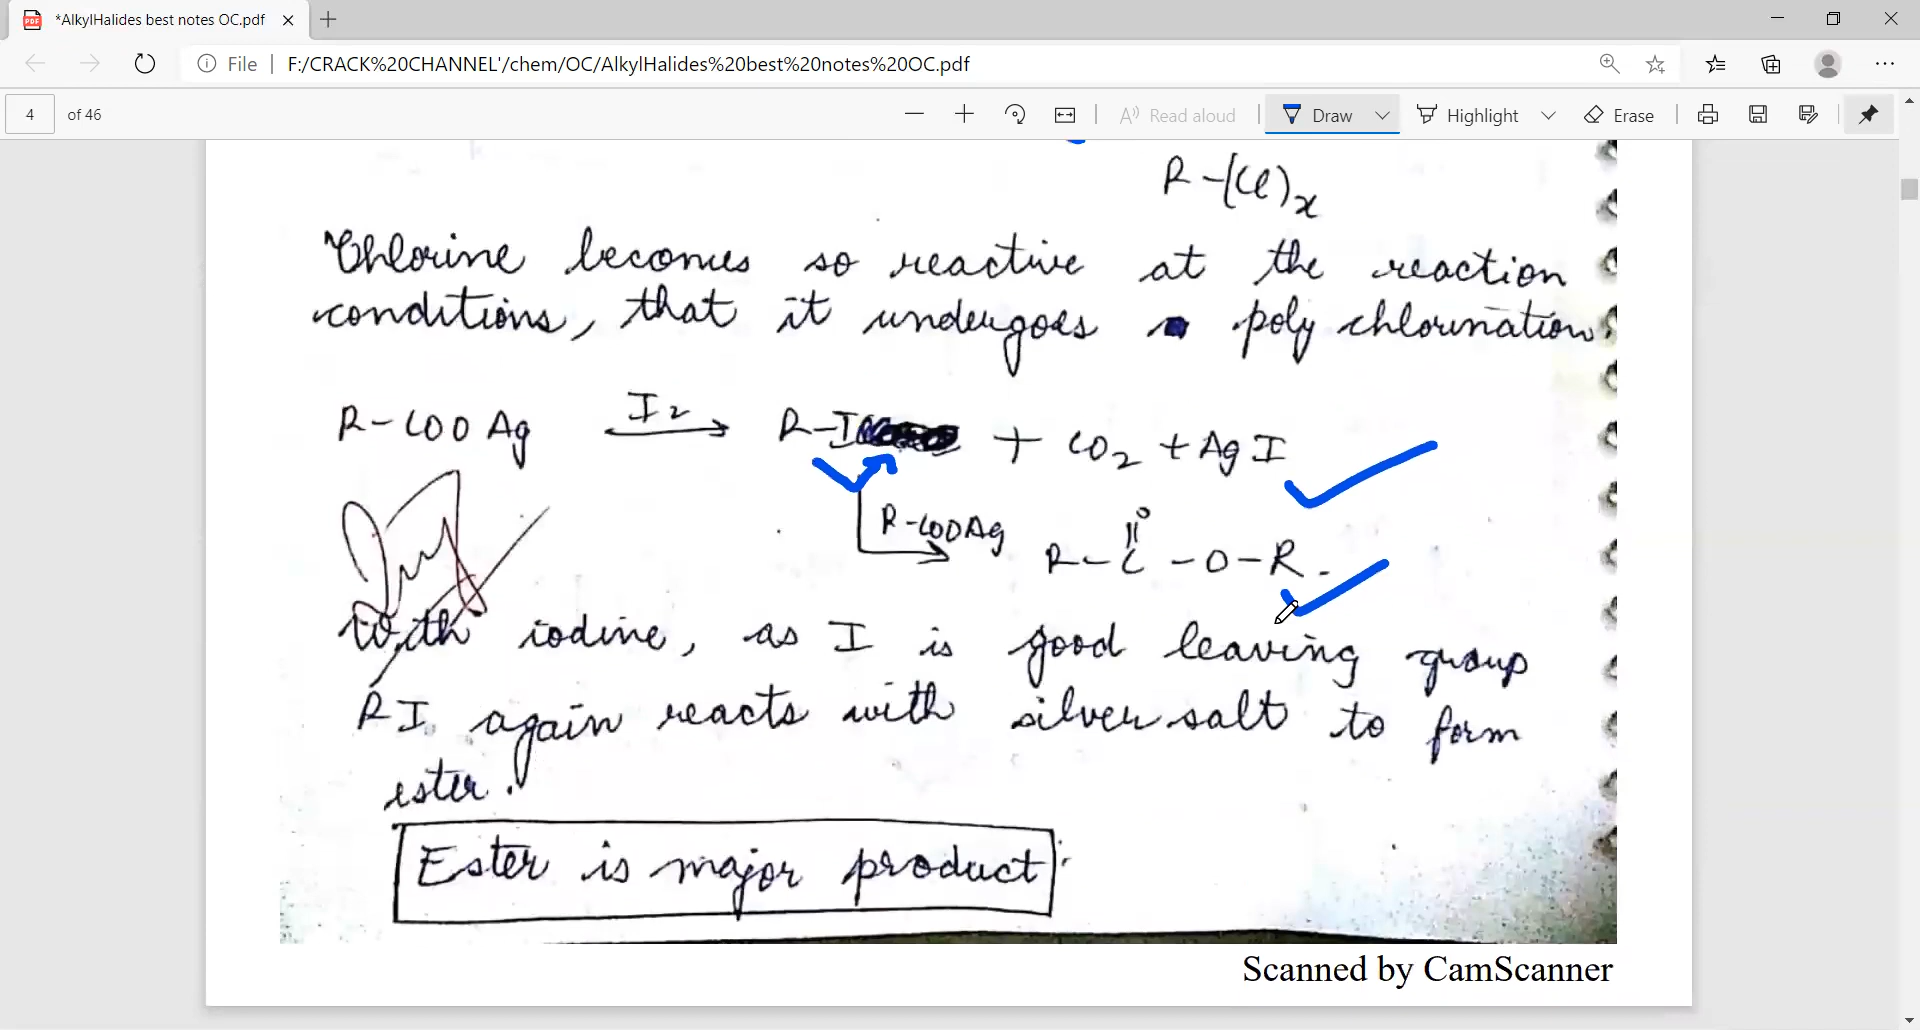 *AlkylHalides best notes OC.pdf
File
F:/CRACK%20CHANNEL'/chem/OC/AlkylHalides%20best%20notes%20OC.pdf
4 of 46
Read aloud
Draw
Highlight
Erase
R-(Cl)x
Chlorine becomes so reactive at the reaction
conditions, that it undergoes poly chlorination
R-COOAg I2 R-I + CO2 + AgI
R-COOAg R-C-O-R
O
With iodine, as I is good leaving group
RI again reacts with silver salt to form
ester.
Ester is major product
Scanned by CamScanner